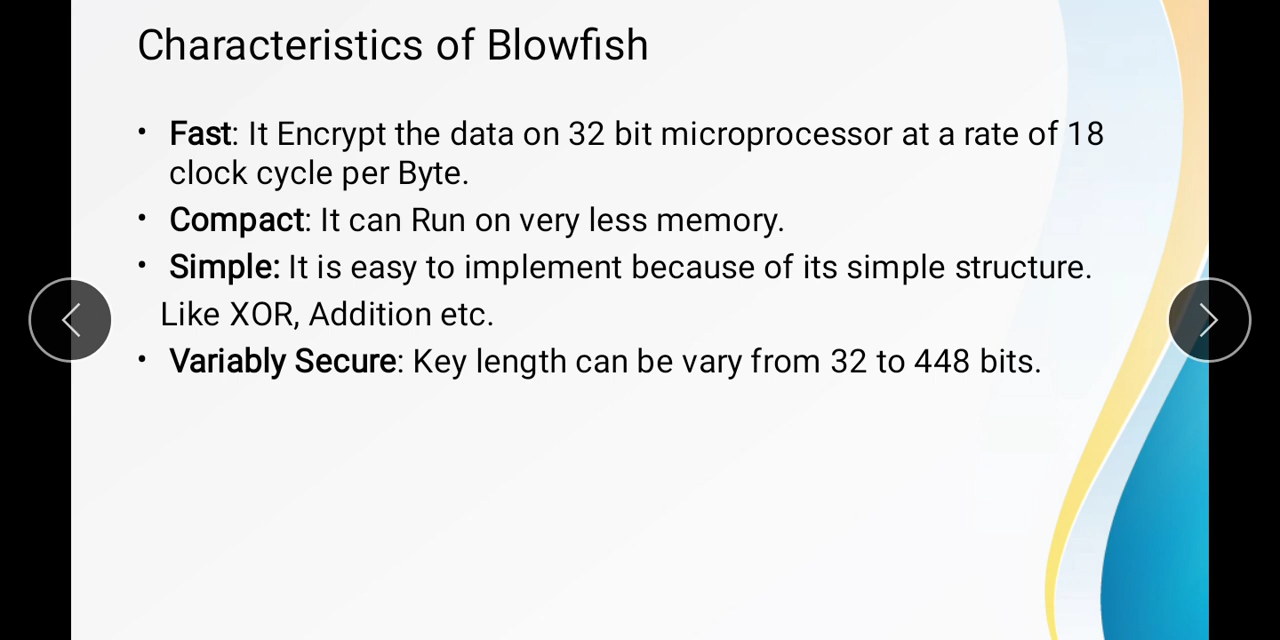 Characteristics of Blowfish
• Fast: It Encrypt the data on 32 bit microprocessor at a rate of 18
clock cycle per Byte.
• Compact: It can Run on very less memory.
• Simple: It is easy to implement because of its simple structure.
Like XOR, Addition etc.
• Variably Secure: Key length can be vary from 32 to 448 bits.